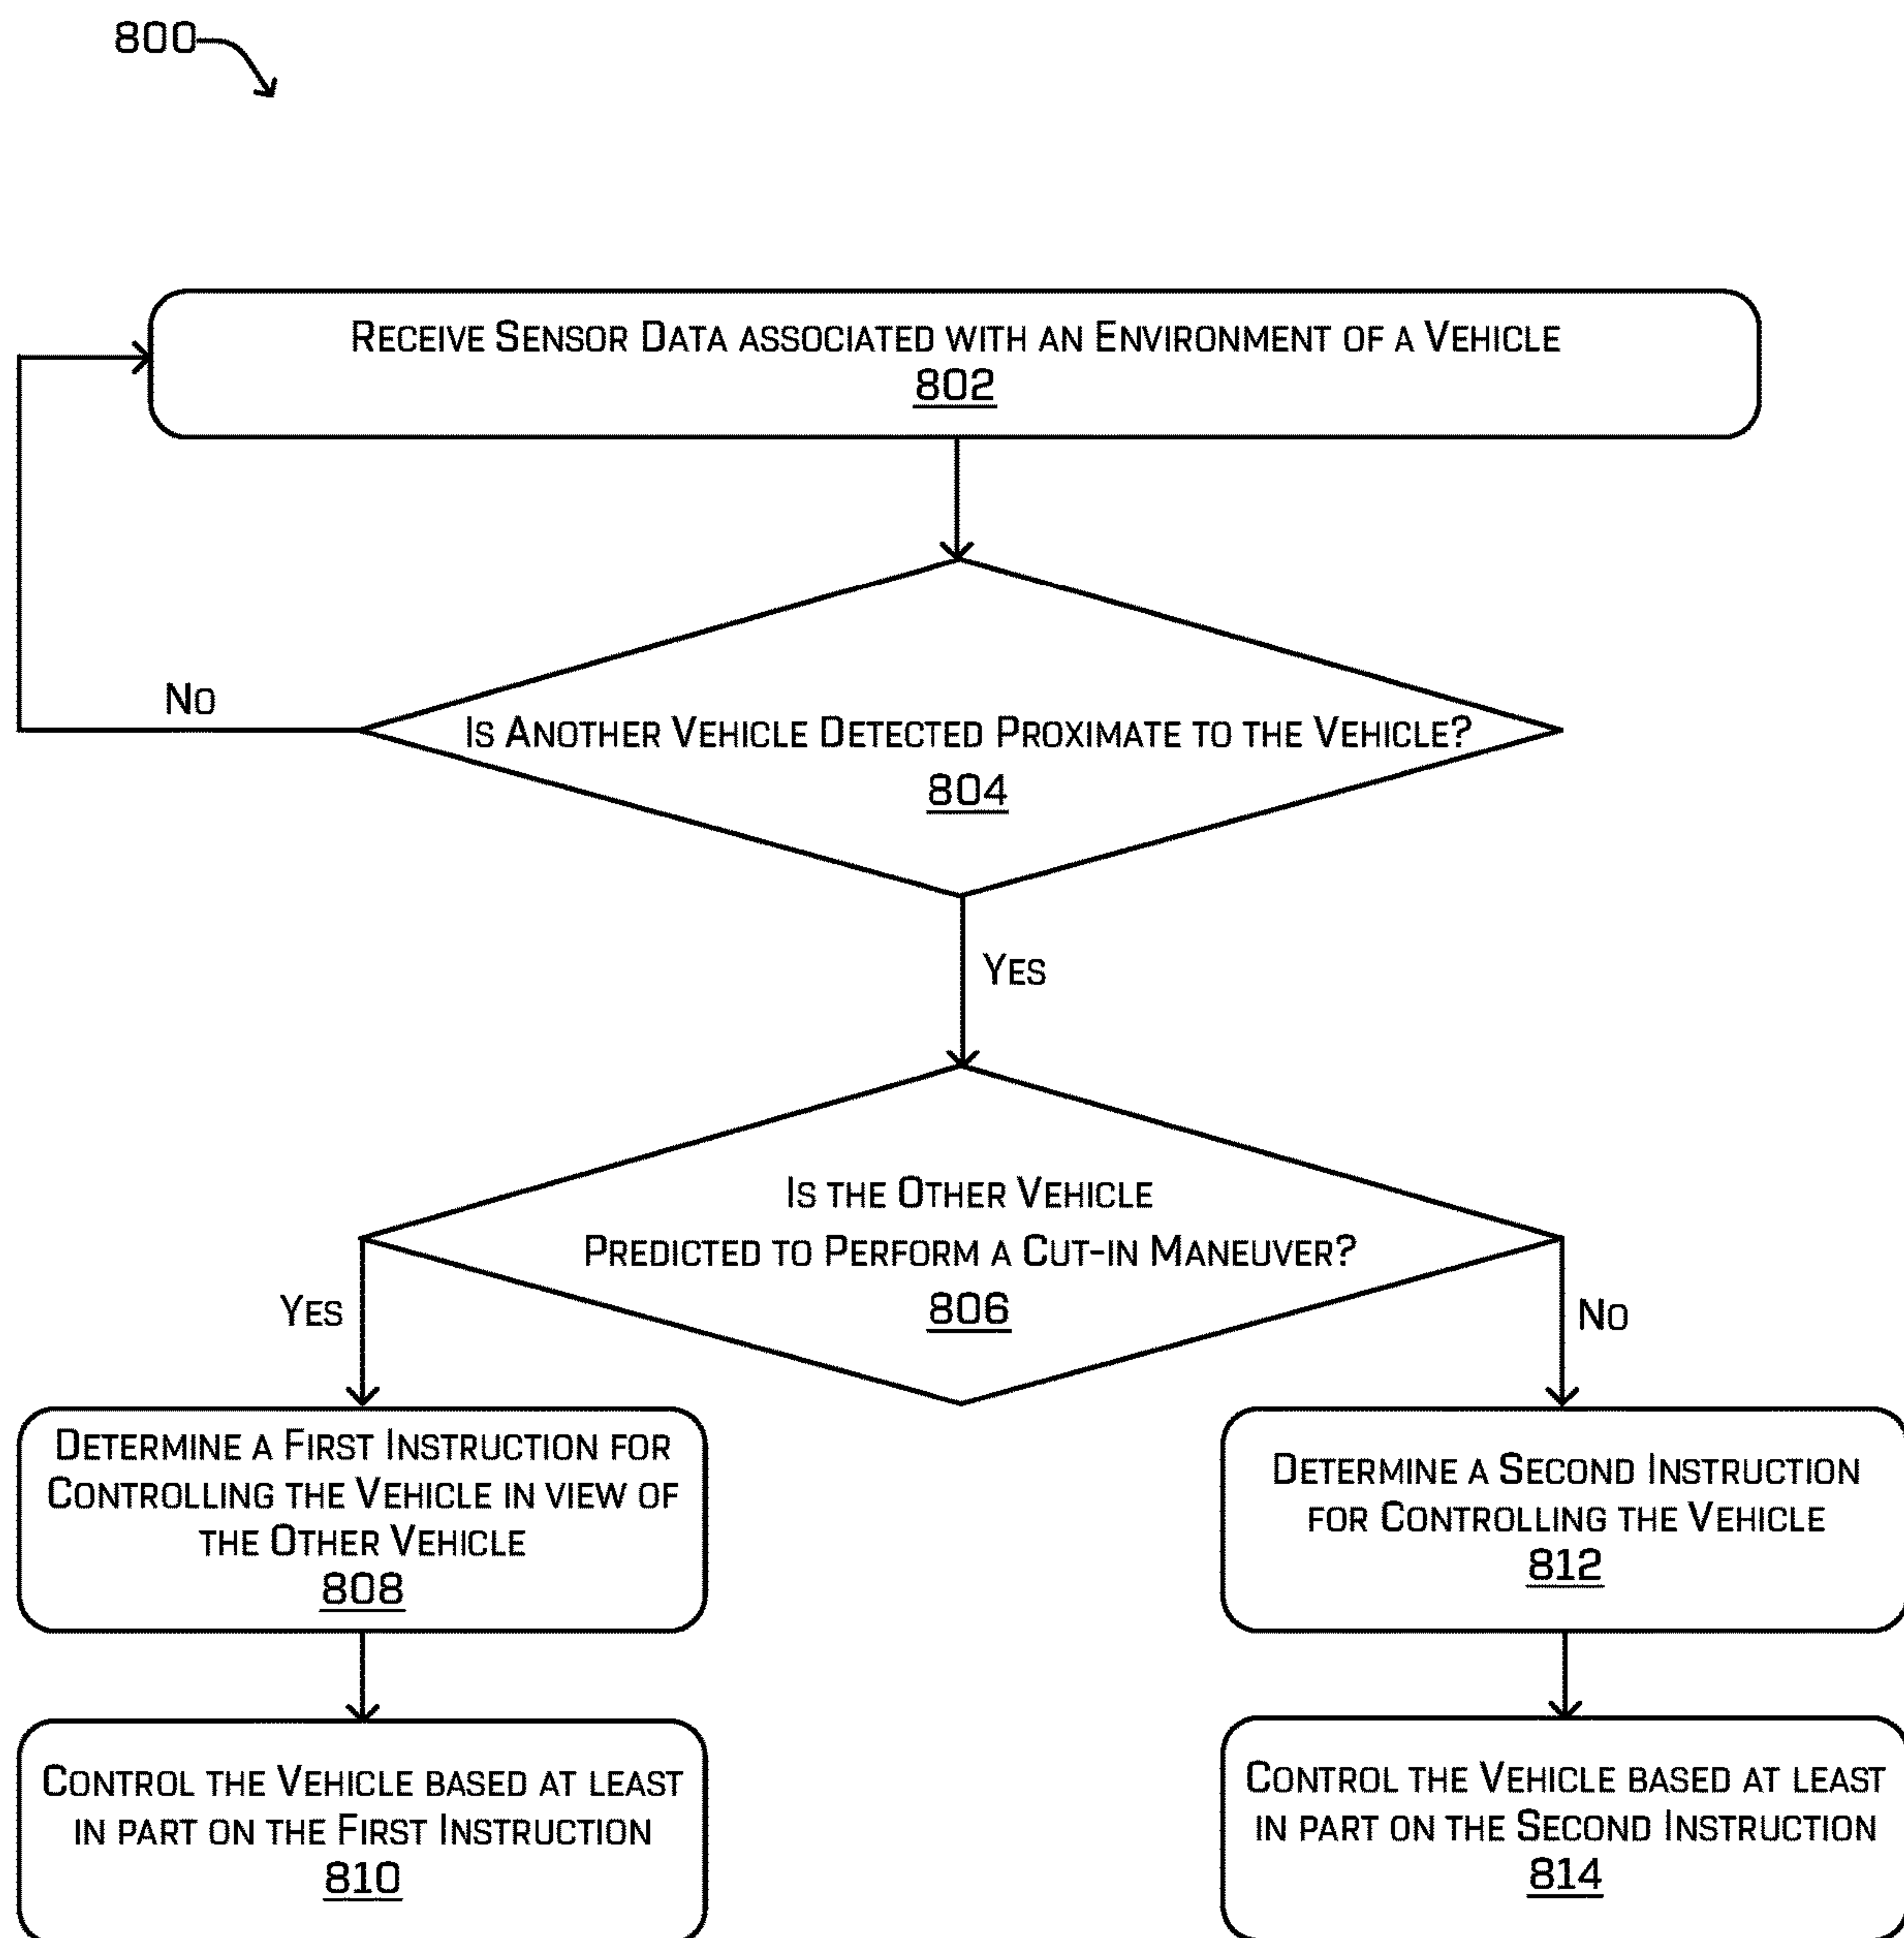 800
Receive Sensor Data associated with an Environment of a Vehicle
802
Is Another Vehicle Detected Proximate to the Vehicle?
804
No
Yes
Is the Other Vehicle
Predicted to Perform a Cut-in Maneuver?
806
Yes
No
Determine a First Instruction for
Controlling the Vehicle in view of
the Other Vehicle
808
Determine a Second Instruction
for Controlling the Vehicle
812
Control the Vehicle based at least
in part on the First Instruction
810
Control the Vehicle based at least
in part on the Second Instruction
814